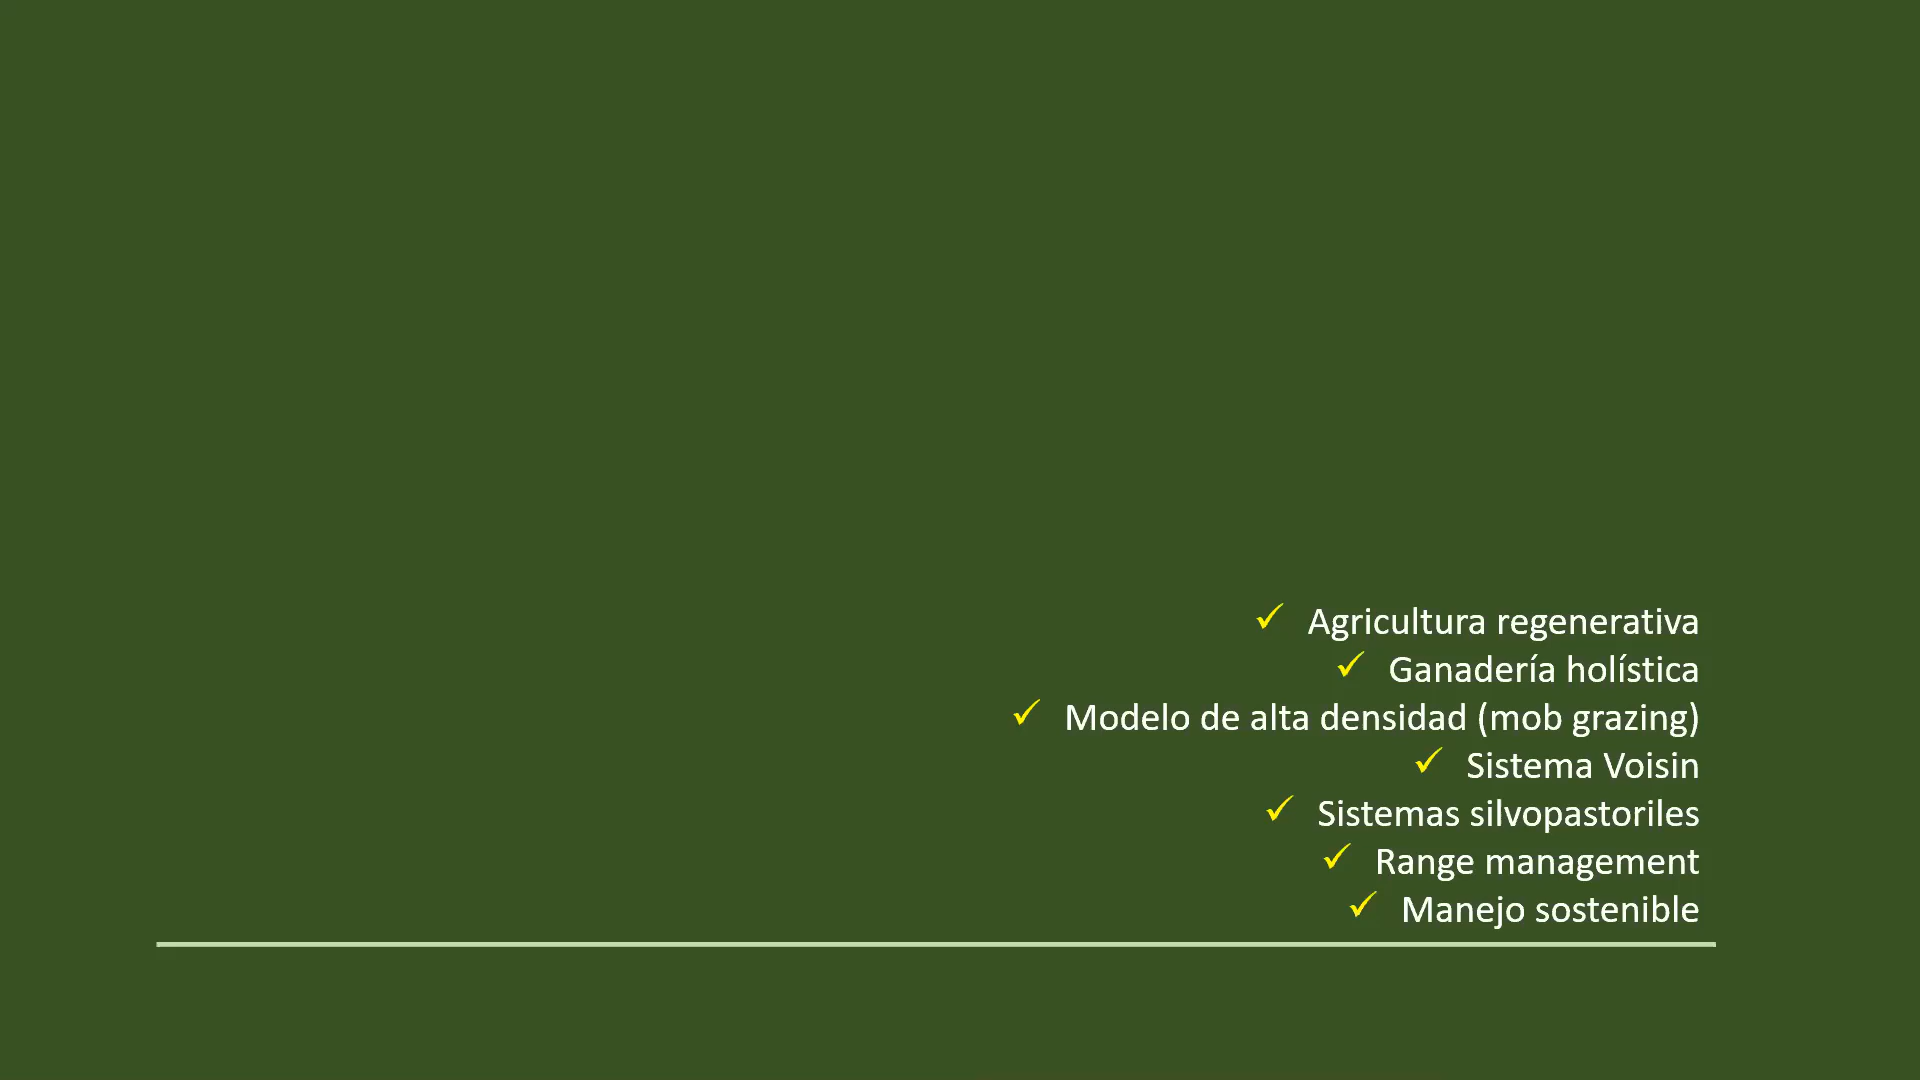 ✓ Agricultura regenerativa
✓ Ganadería holística
✓ Modelo de alta densidad (mob grazing)
✓ Sistema Voisin
✓ Sistemas silvopastoriles
✓ Range management
✓ Manejo sostenible